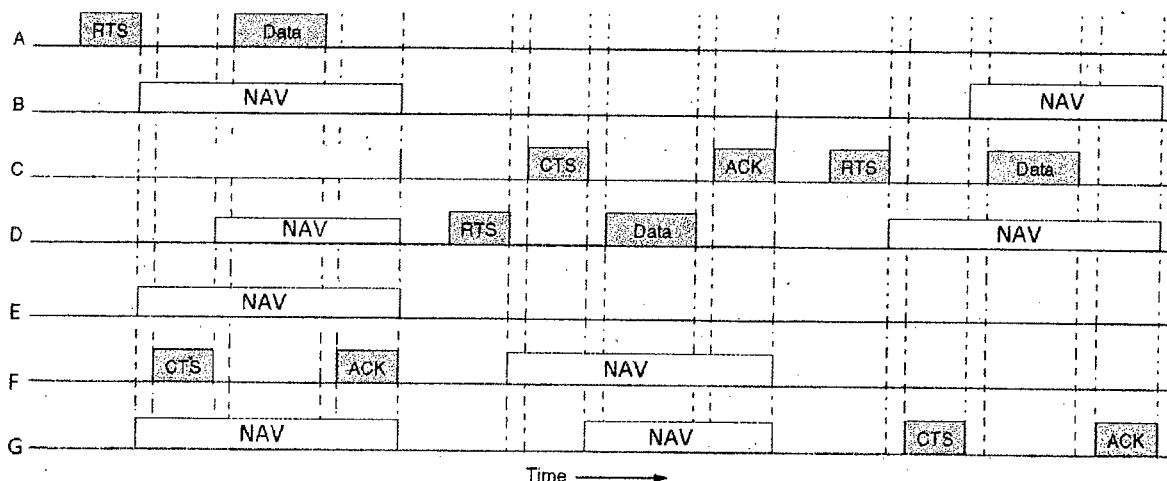 A RTS Data
B NAV NAV
C CTS ACK RTS Data
D NAV RTS Data NAV
E NAV
F CTS ACK NAV
G NAV NAV CTS ACK
Time